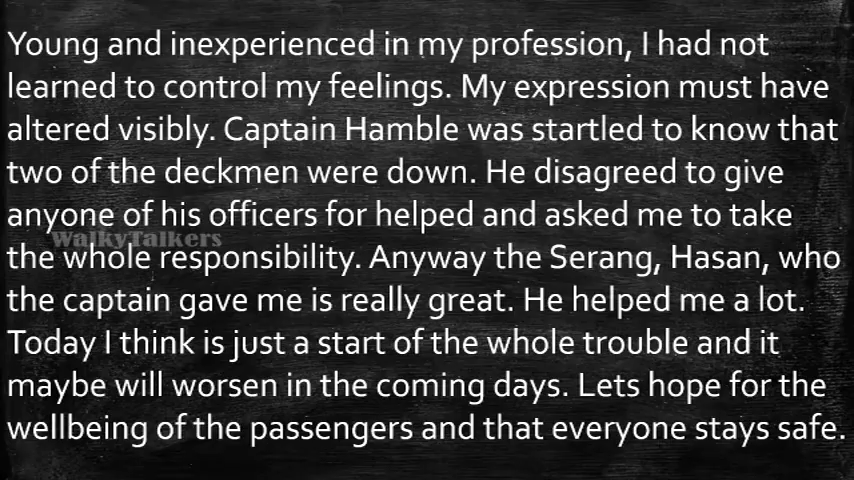 Young and inexperienced in my profession, I had not
learned to control my feelings. My expression must have
altered visibly. Captain Hamble was startled to know that
two of the deckmen were down. He disagreed to give
anyone of his officers for helped and asked me to take
WalkyTalkers
the whole responsibility. Anyway the Serang, Hasan, who
the captain gave me is really great. He helped me a lot.
Today I think is just a start of the whole trouble and it
maybe will worsen in the coming days. Lets hope for the
wellbeing of the passengers and that everyone stays safe.